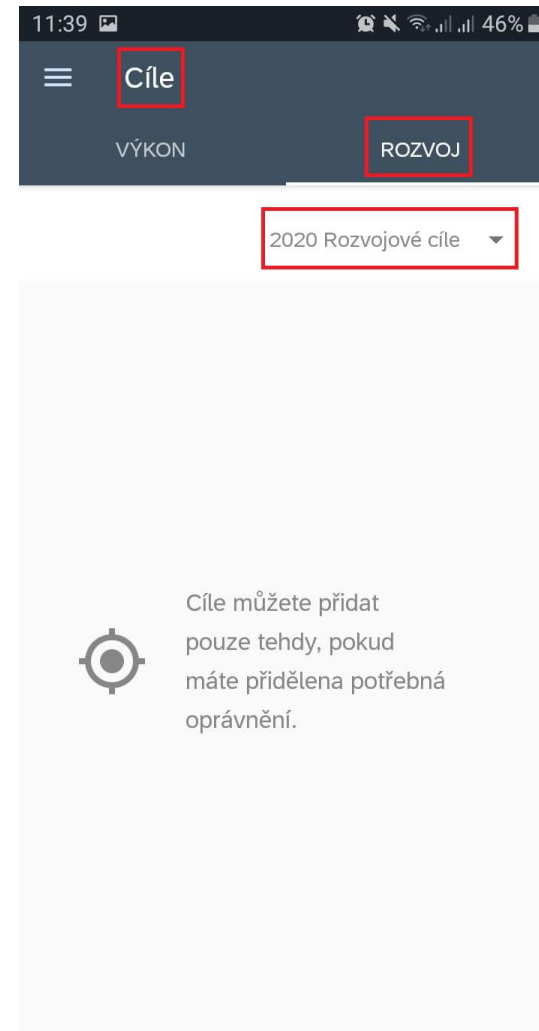 11:39 46%
Cíle
VÝKON ROZVOJ
2020 Rozvojové cíle
Cíle můžete přidat
pouze tehdy, pokud
máte přidělena potřebná
oprávnění.